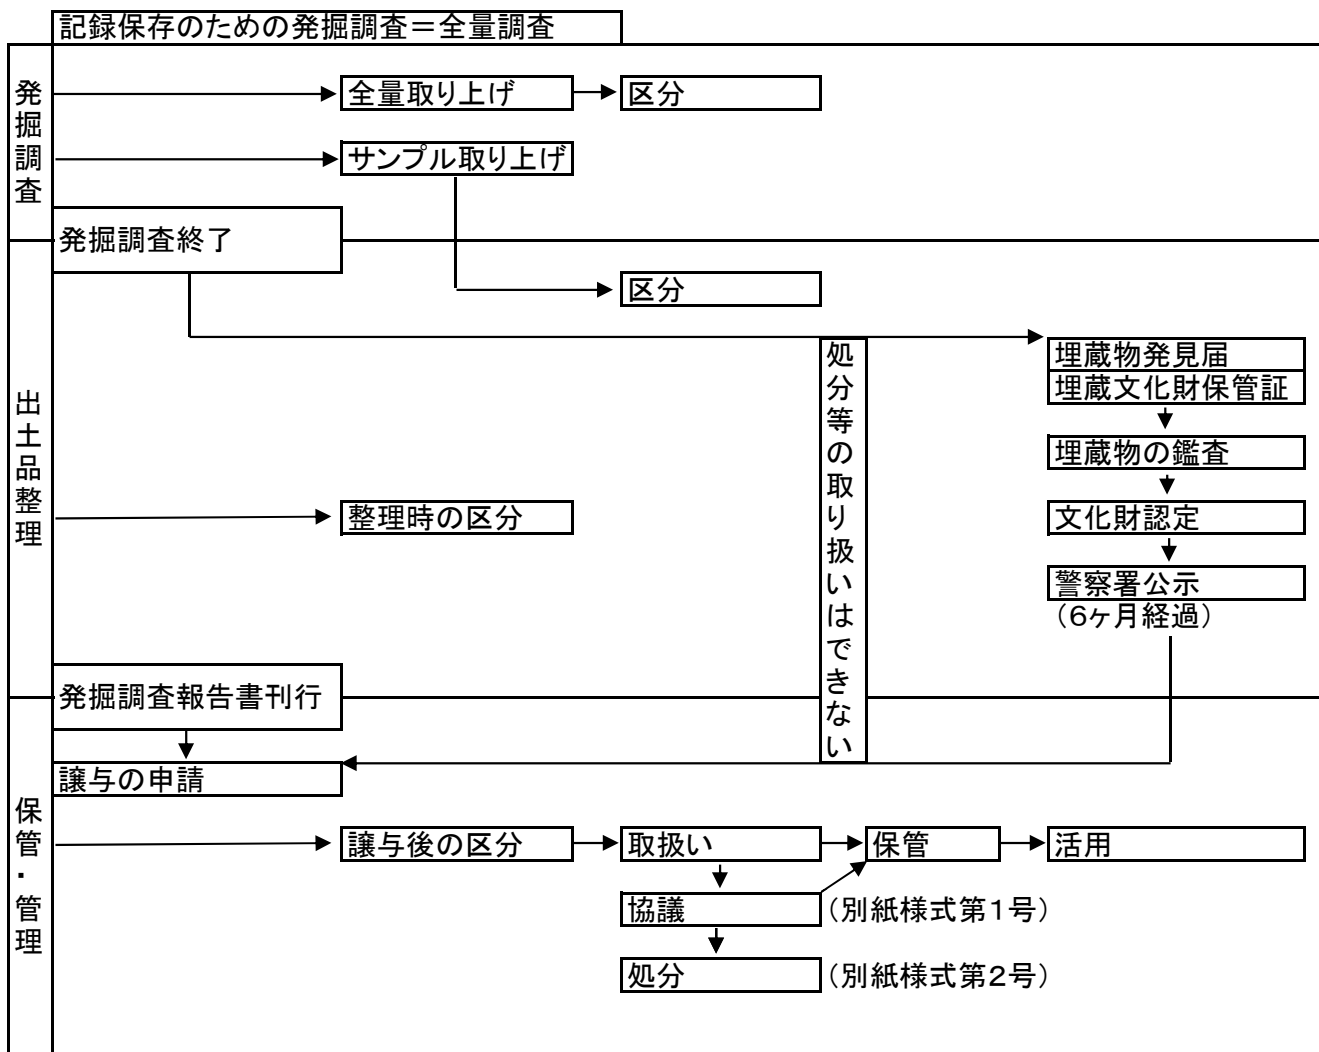 記録保存のための発掘調査＝全量調査
発掘調査
全量取り上げ
区分
サンプル取り上げ
発掘調査終了
区分
出土品整理
処分等の取り扱いはできない
埋蔵物発見届
埋蔵文化財保管証
埋蔵物の鑑査
整理時の区分
文化財認定
警察署公示
（6ヶ月経過）
発掘調査報告書刊行
譲与の申請
保管・管理
譲与後の区分
取扱い
保管
活用
協議
（別紙様式第1号）
処分
（別紙様式第2号）